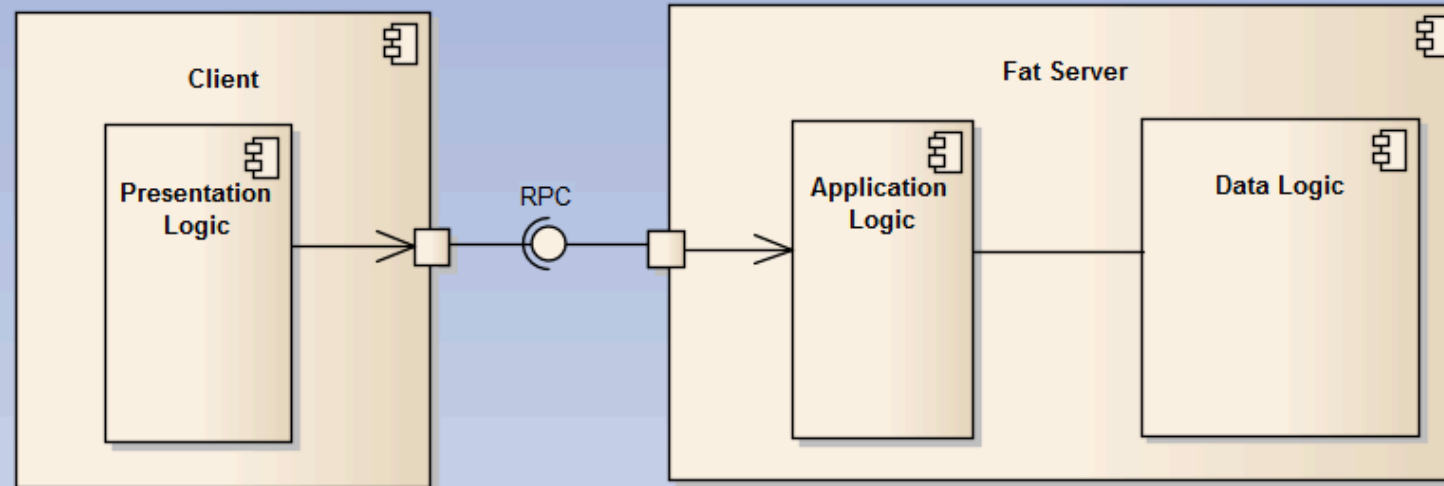 Client
Presentation
Logic
RPC
Fat Server
Application
Logic
Data Logic